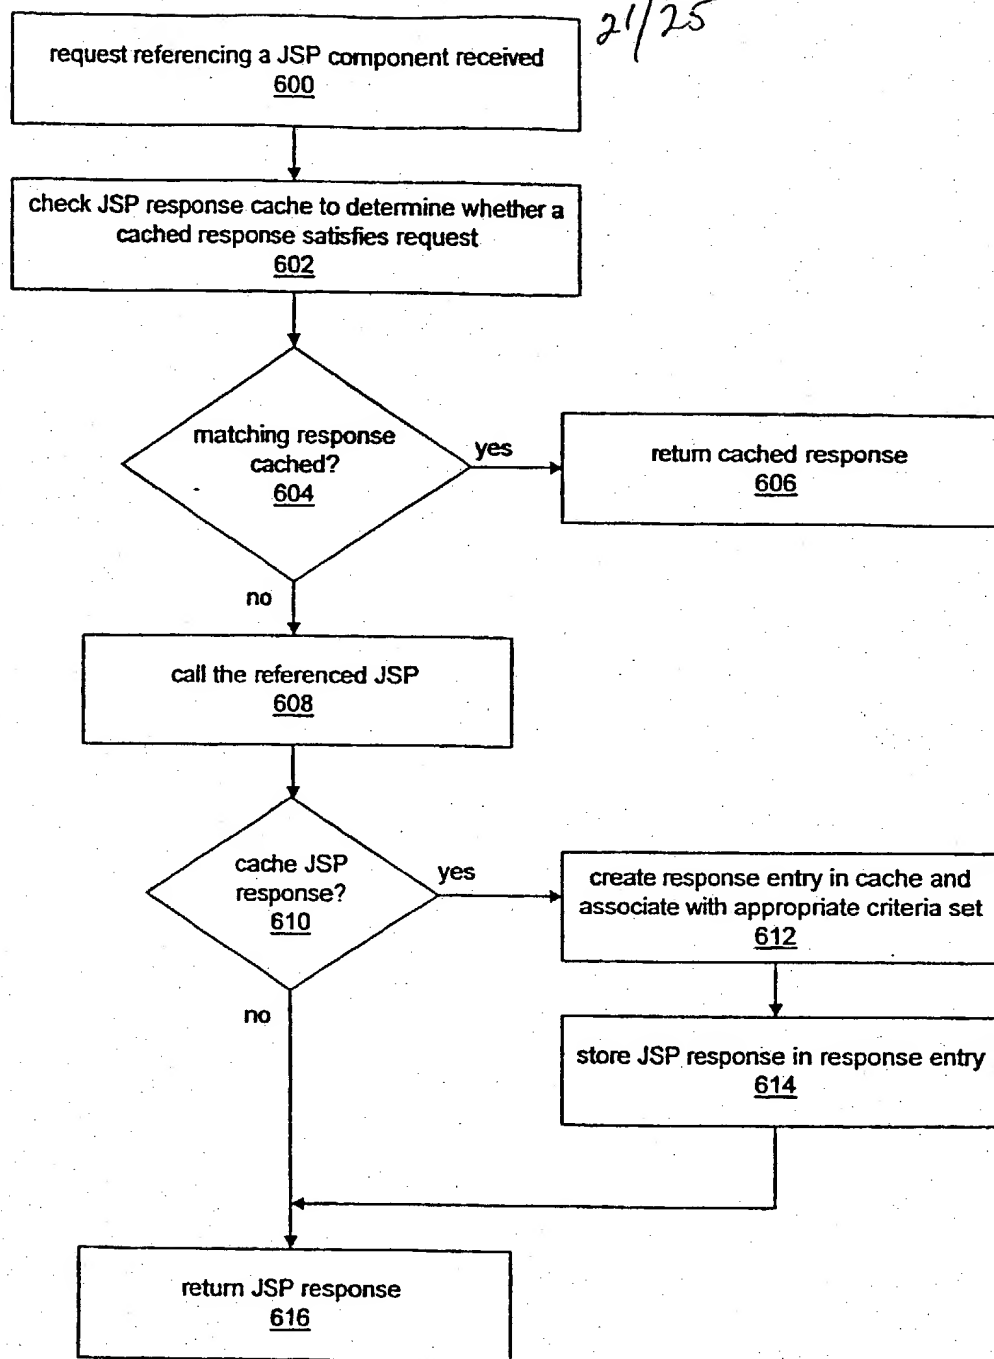 21/25
request referencing a JSP component received
600
check JSP response cache to determine whether a
cached response satisfies request
602
matching response
cached?
604
yes
return cached response
606
no
call the referenced JSP
608
cache JSP
response?
610
yes
create response entry in cache and
associate with appropriate criteria set
612
no
store JSP response in response entry
614
return JSP response
616